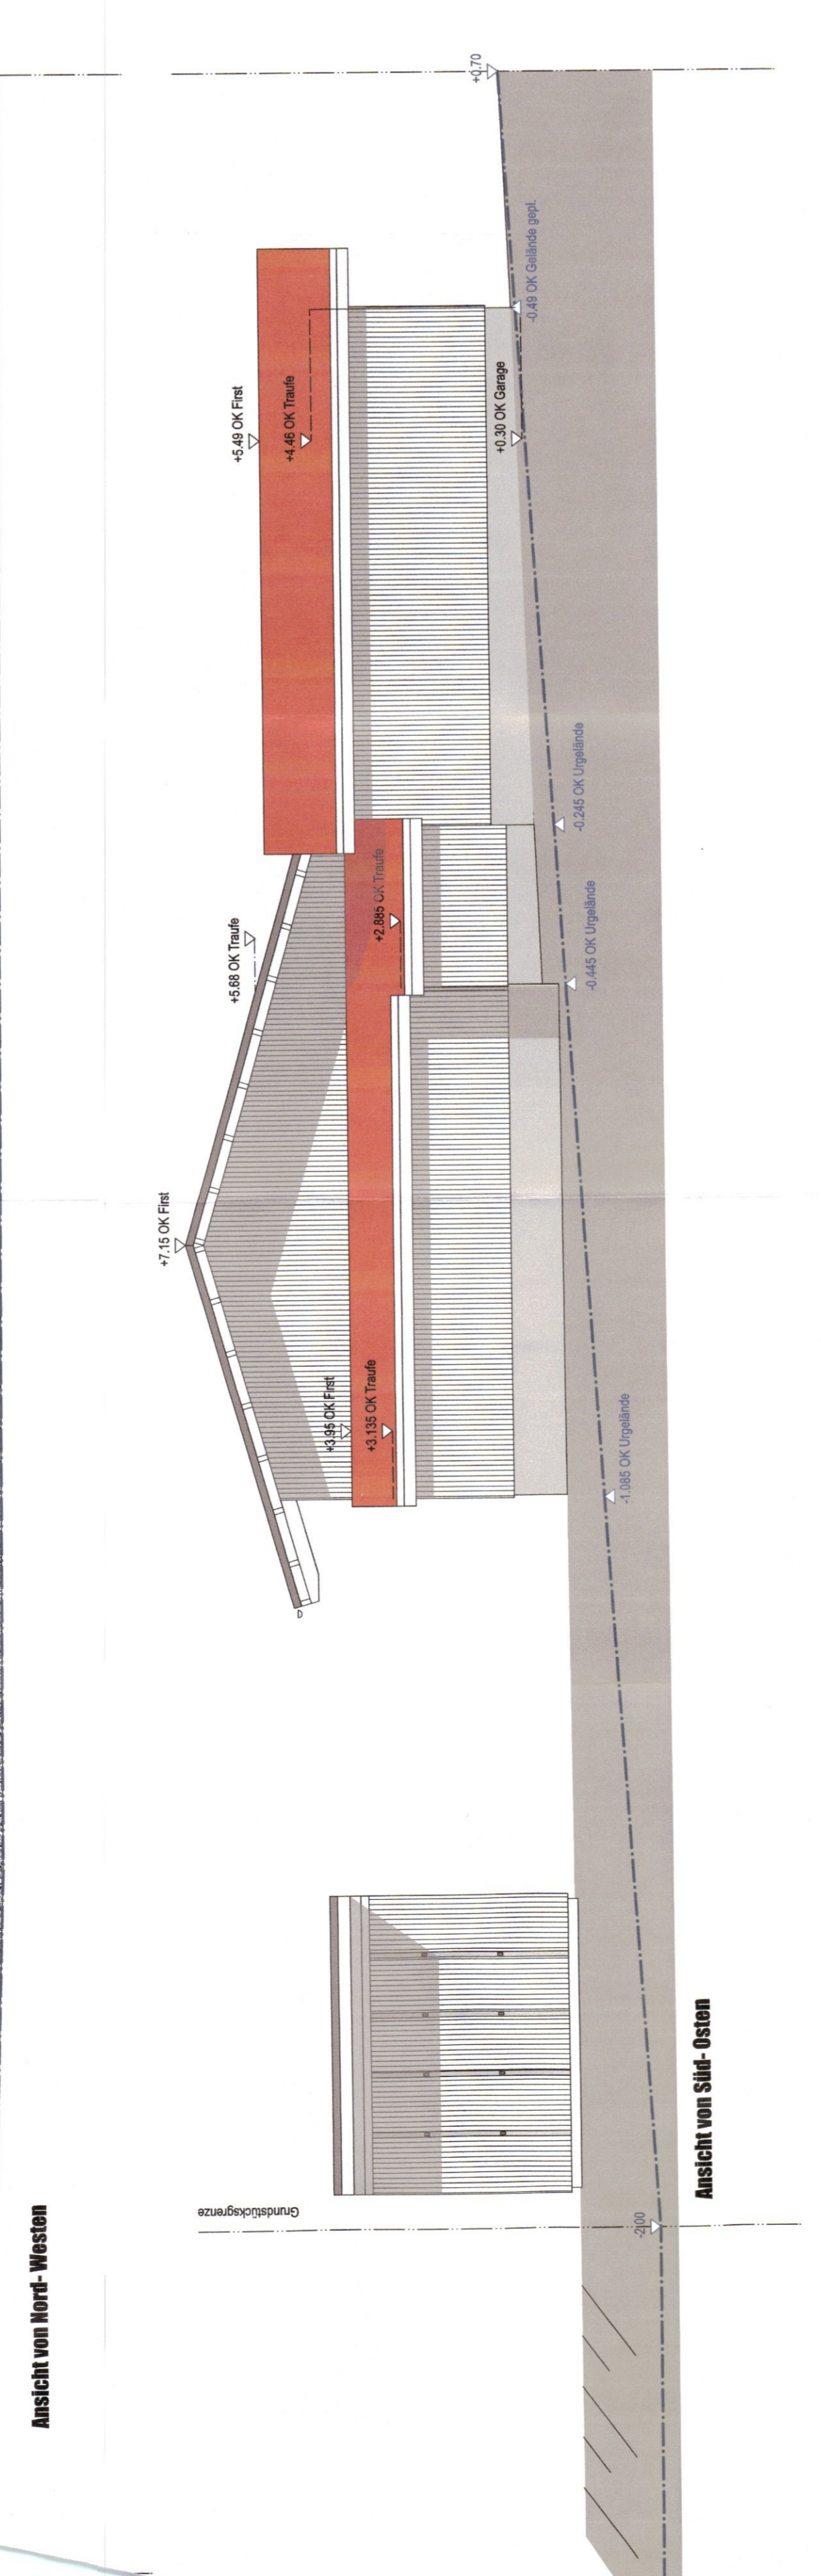 Ansicht von Nord- Westen
Grundstücksgrenze
+7.15 OK First
+5.68 OK Traufe
+5.49 OK First
+4.46 OK Traufe
+3.95 OK First
+3.135 OK Traufe
+2.885 OK Traufe
+0.30 OK Garage
+0.70
-0.49 OK Gelände gepl.
-0.245 OK Urgelände
-0.445 OK Urgelände
-1.085 OK Urgelände
-2.00
Ansicht von Süd- Osten